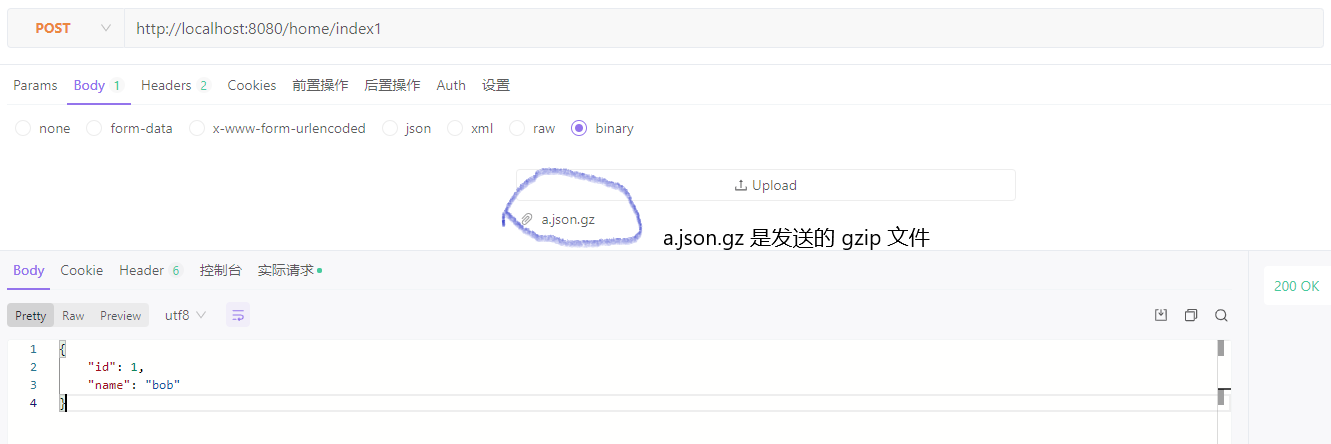 POST http://localhost:8080/home/index1
Params Body 1 Headers 2 Cookies 前置操作 后置操作 Auth 设置
none form-data x-www-form-urlencoded json xml raw binary
Upload
a.json.gz
a.json.gz 是发送的 gzip 文件
Body Cookie Header 6 控制台 实际请求
200 OK
Pretty Raw Preview utf8
1 {
2 "id": 1,
3 "name": "bob"
4 }